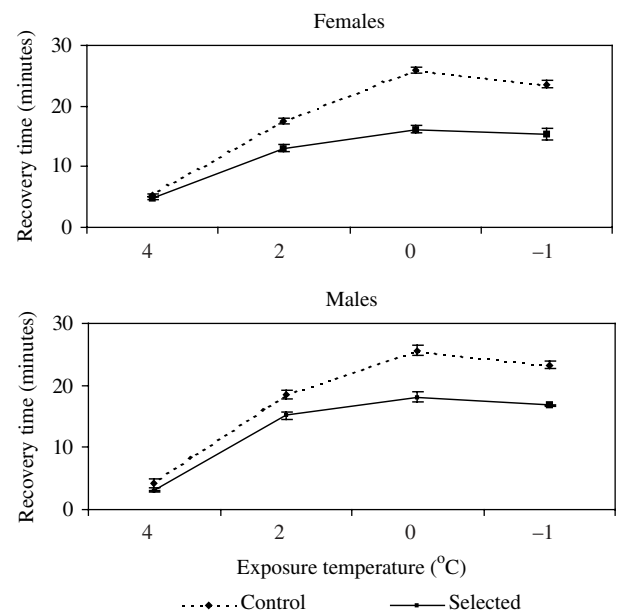 Females
Recovery time (minutes)
30
20
10
0
4 2 0 –1
Males
Recovery time (minutes)
30
20
10
0
4 2 0 –1
Exposure temperature (°C)
Control Selected